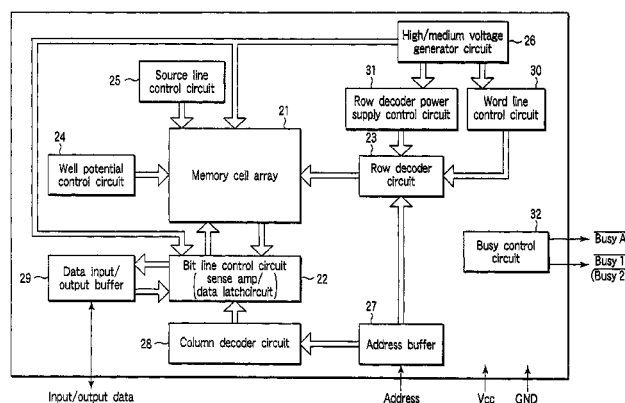 High/medium voltage
generator circuit
26
25
Source line
control circuit
21
31
Row decoder power
supply control circuit
30
Word line
control circuit
24
Well potential
control circuit
Memory cell array
23
Row decoder
circuit
32
Busy control
circuit
Busy A
Busy 1
(Busy 2)
29
Data input/
output buffer
Bit line control circuit
(sense amp/
data latchcircuit)
22
27
28
Column decoder circuit
Address buffer
Input/output data
Address
Vcc
GND